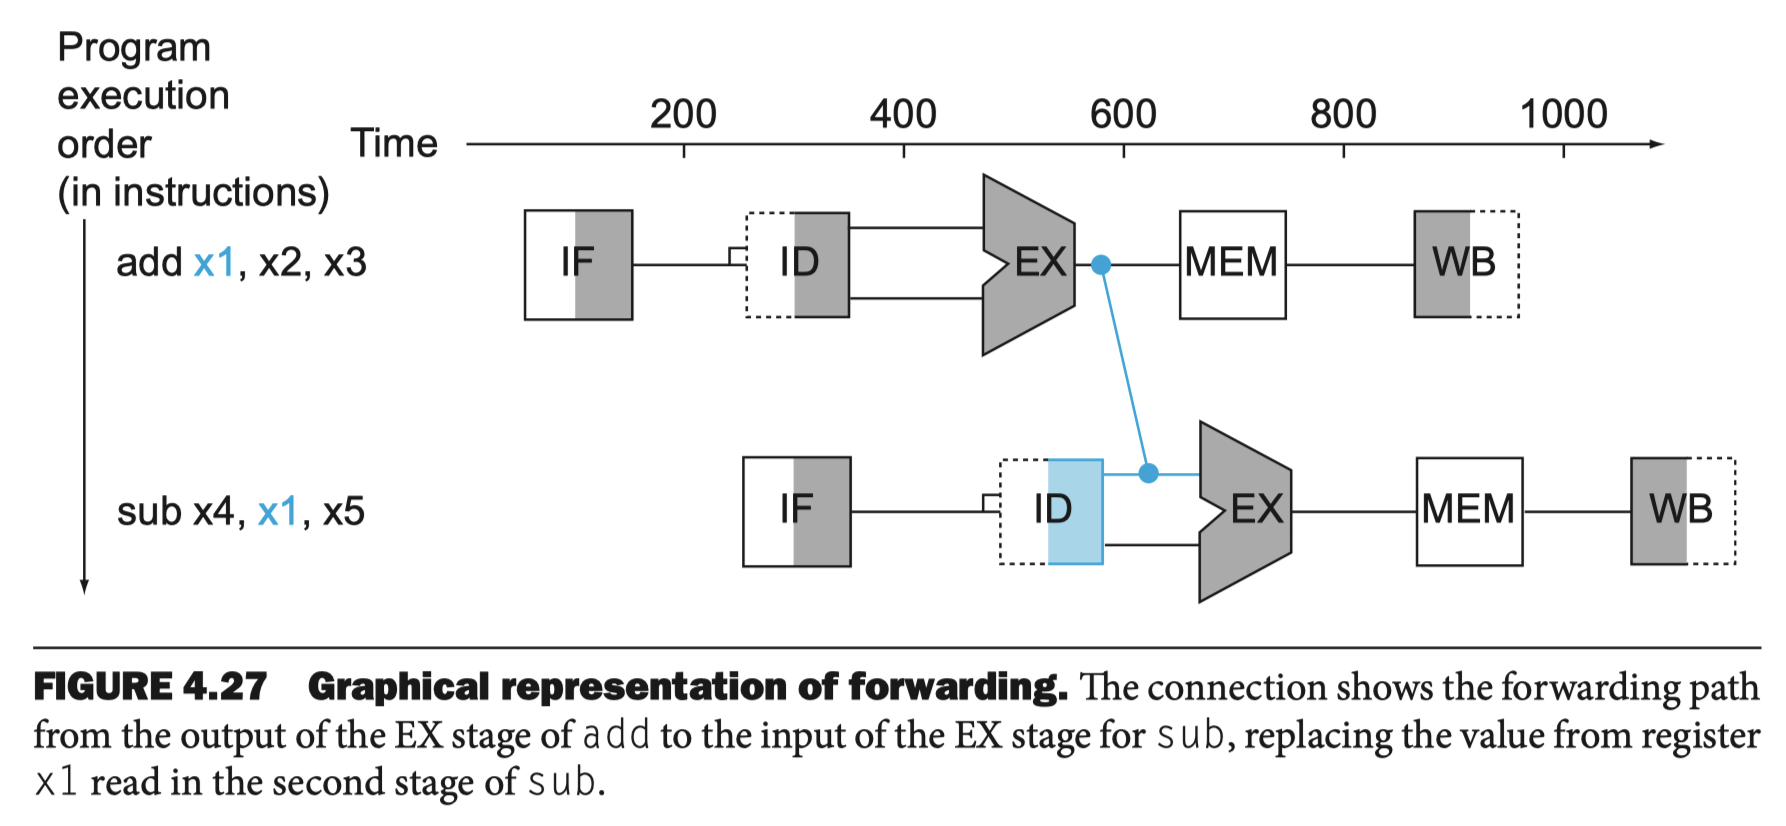 Program
execution
order
(in instructions)
Time
200 400 600 800 1000
add x1, x2, x3
IF ID EX MEM WB
sub x4, x1, x5
IF ID EX MEM WB
FIGURE 4.27 Graphical representation of forwarding. The connection shows the forwarding path
from the output of the EX stage of add to the input of the EX stage for sub, replacing the value from register
x1 read in the second stage of sub.